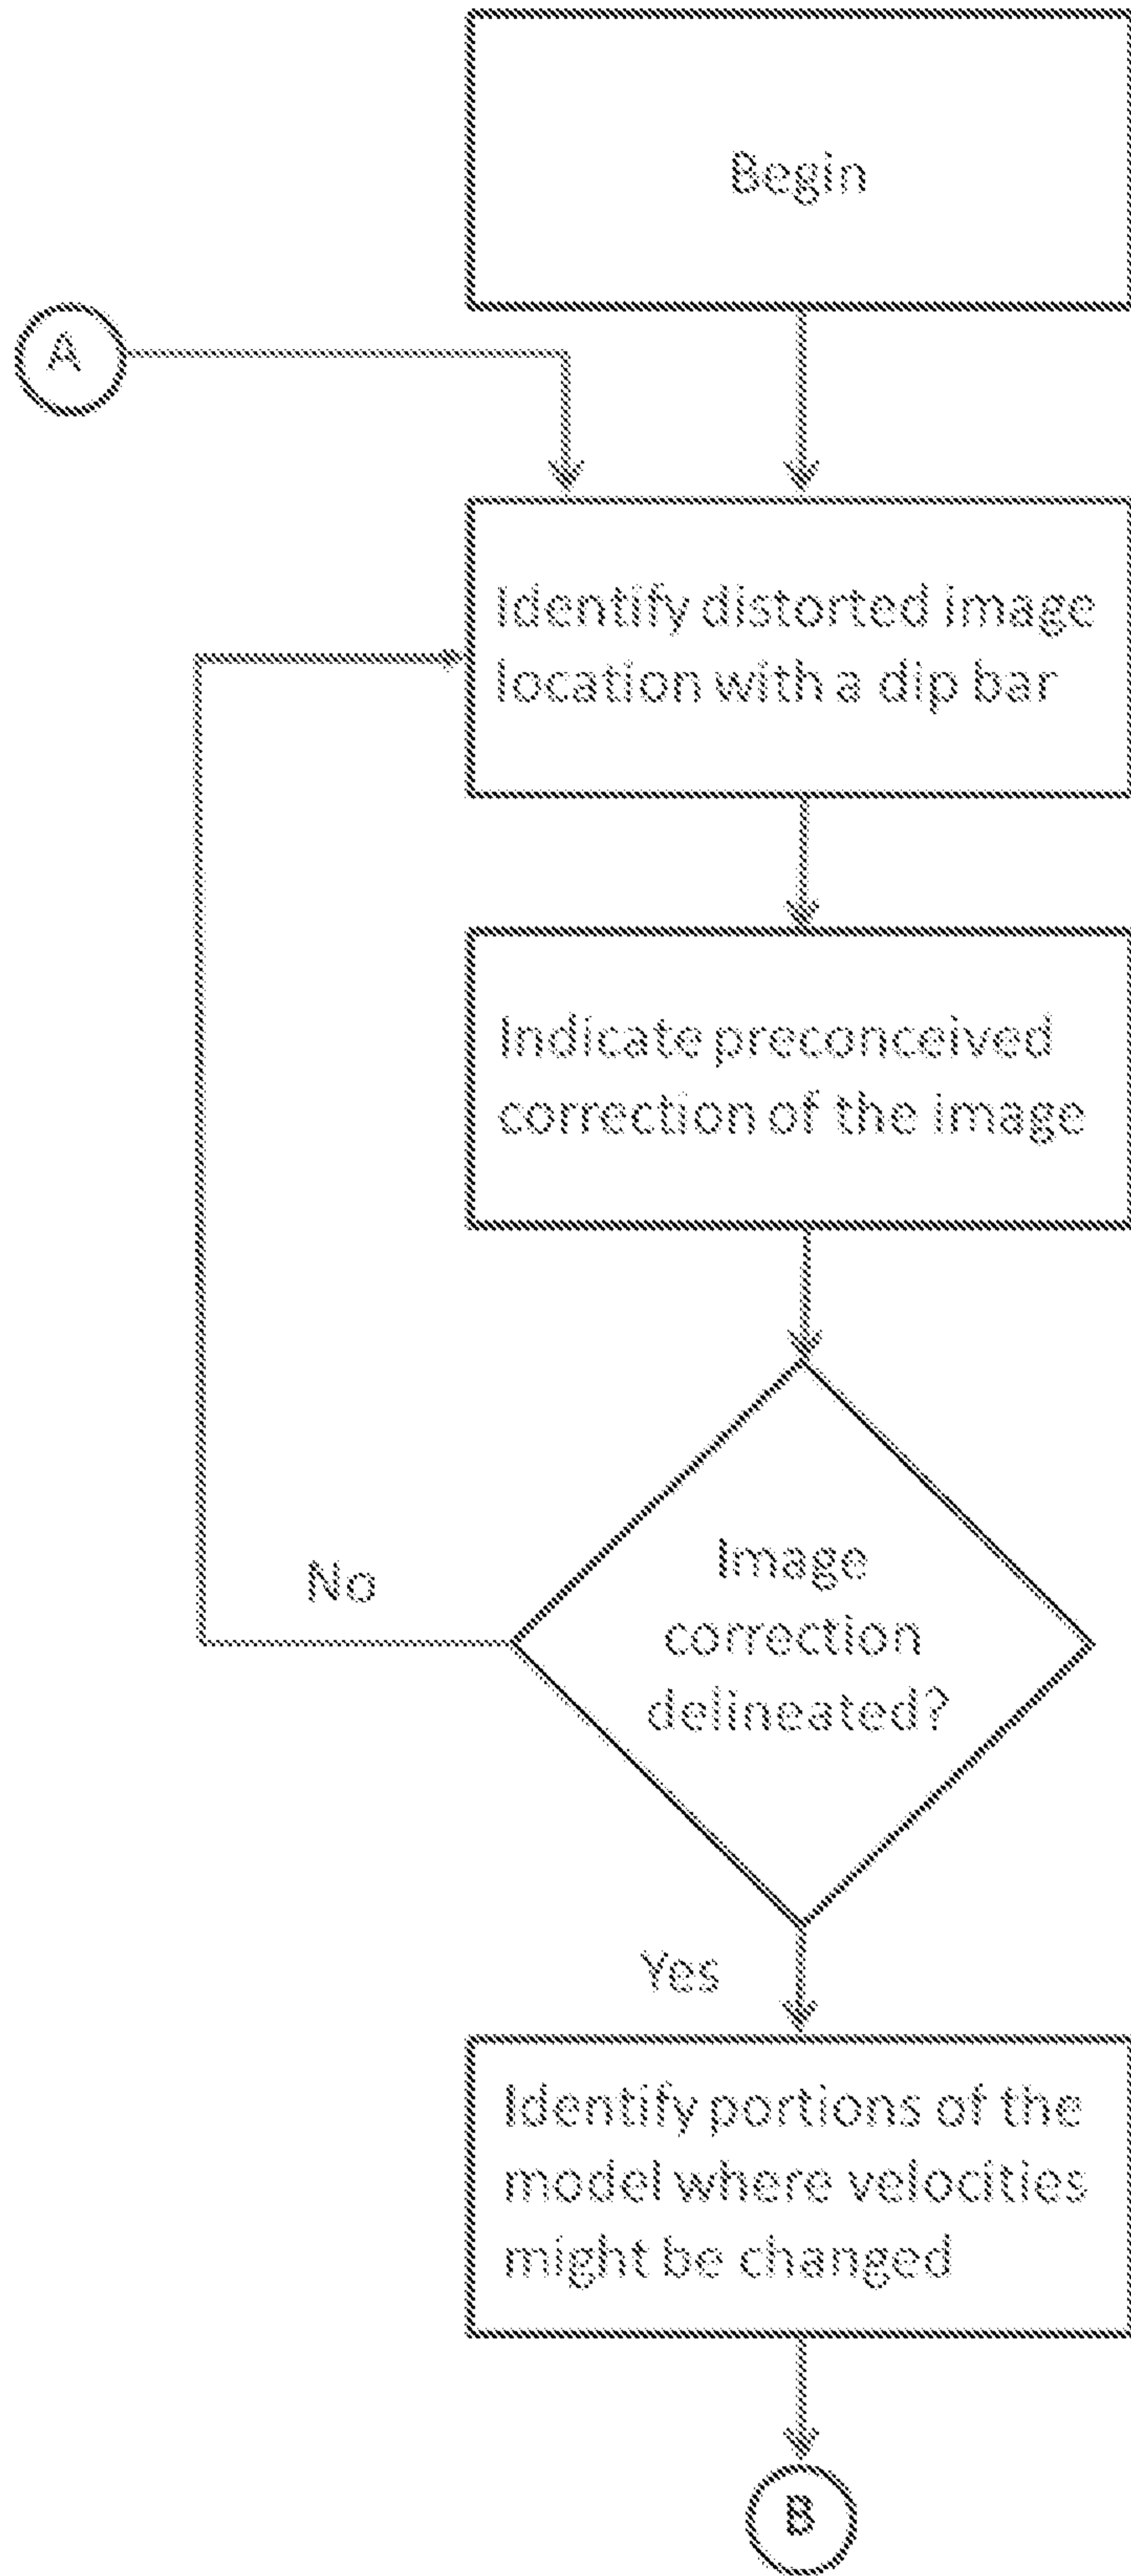 Begin
A
Identify distorted image
location with a dip bar
Indicate preconceived
correction of the image
Image
correction
delineated?
No
Yes
Identify portions of the
model where velocities
might be changed
B